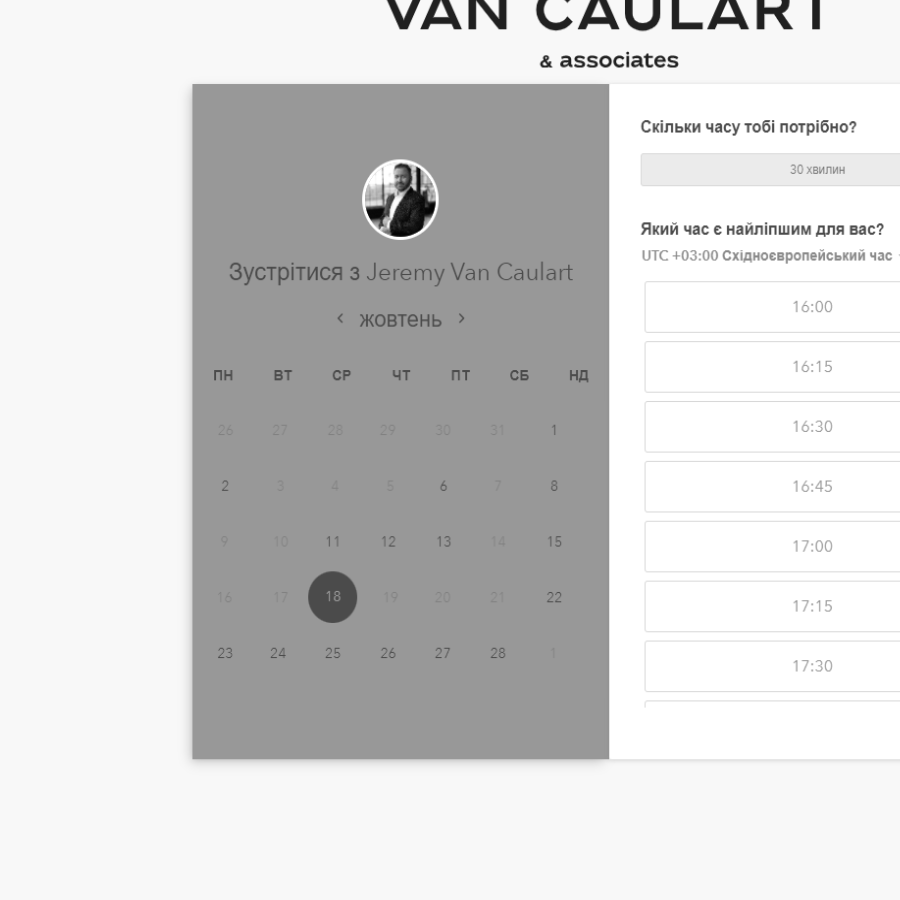 VAN CAULART
& associates
Зустрітися з Jeremy Van Caulart
‹ жовтень ›
ПН ВТ СР ЧТ ПТ СБ НД
26 27 28 29 30 31 1
2 3 4 5 6 7 8
9 10 11 12 13 14 15
16 17 18 19 20 21 22
23 24 25 26 27 28 1
Скільки часу тобі потрібно?
30 хвилин
Який час є найліпшим для вас?
UTC +03:00 Східноєвропейський час
16:00
16:15
16:30
16:45
17:00
17:15
17:30